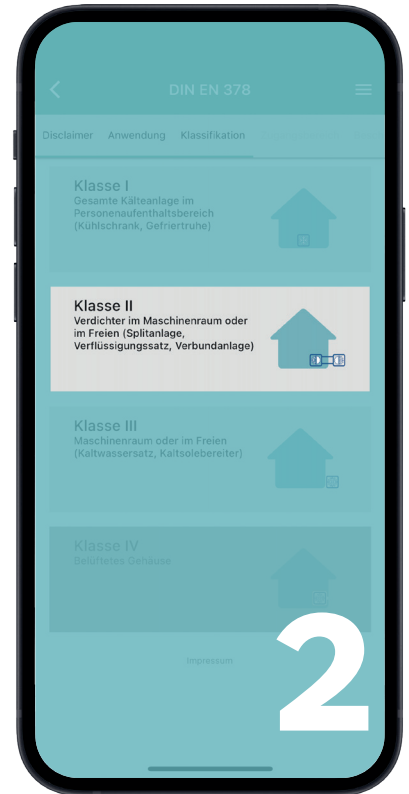 DIN EN 378
Disclaimer Anwendung Klassifikation
Klasse I
Gesamte Kälteanlage im
Personenaufenthaltsbereich
(Kühlschrank, Gefriertruhe)
Klasse II
Verdichter im Maschinenraum oder
im Freien (Splitanlage,
Verflüssigungssatz, Verbundanlage)
Klasse III
Maschinenraum oder im Freien
(Kaltwassersatz, Kaltsolebereiter)
Klasse IV
Belüftetes Gehäuse
Impressum
2